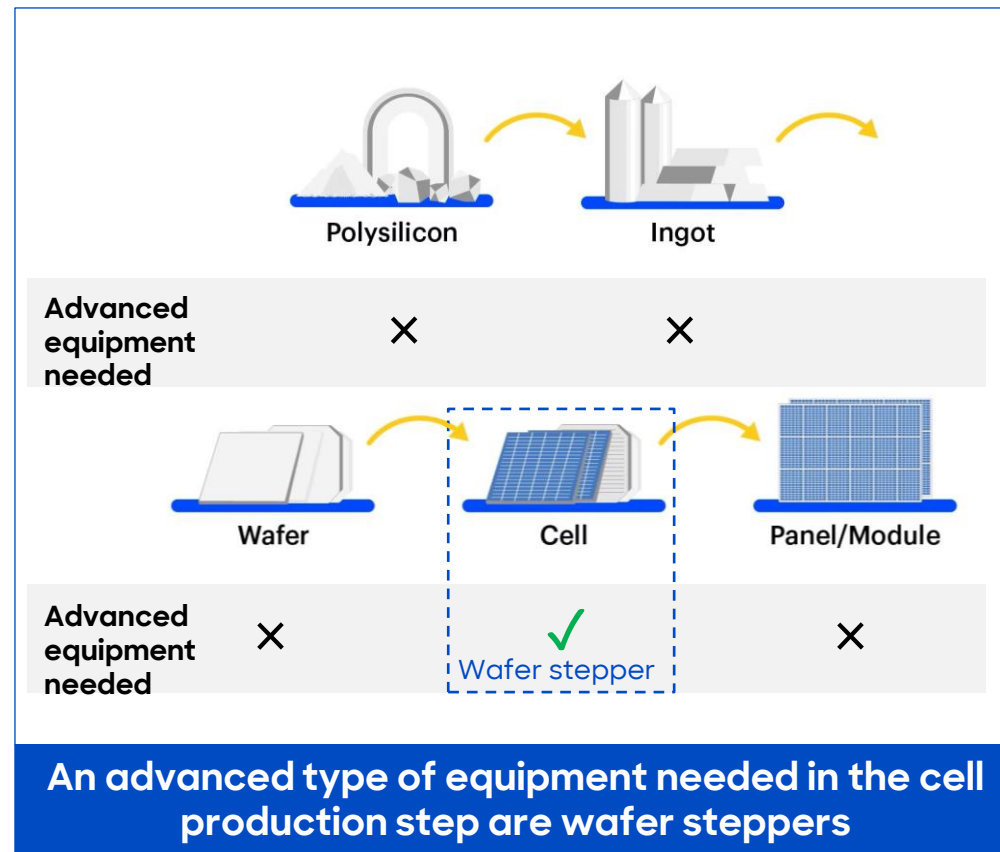 Polysilicon
Ingot
Advanced
equipment
needed
✕ ✕
Wafer
Cell
Panel/Module
Advanced
equipment
needed
✕ ✓ ✕
Wafer stepper
An advanced type of equipment needed in the cell
production step are wafer steppers